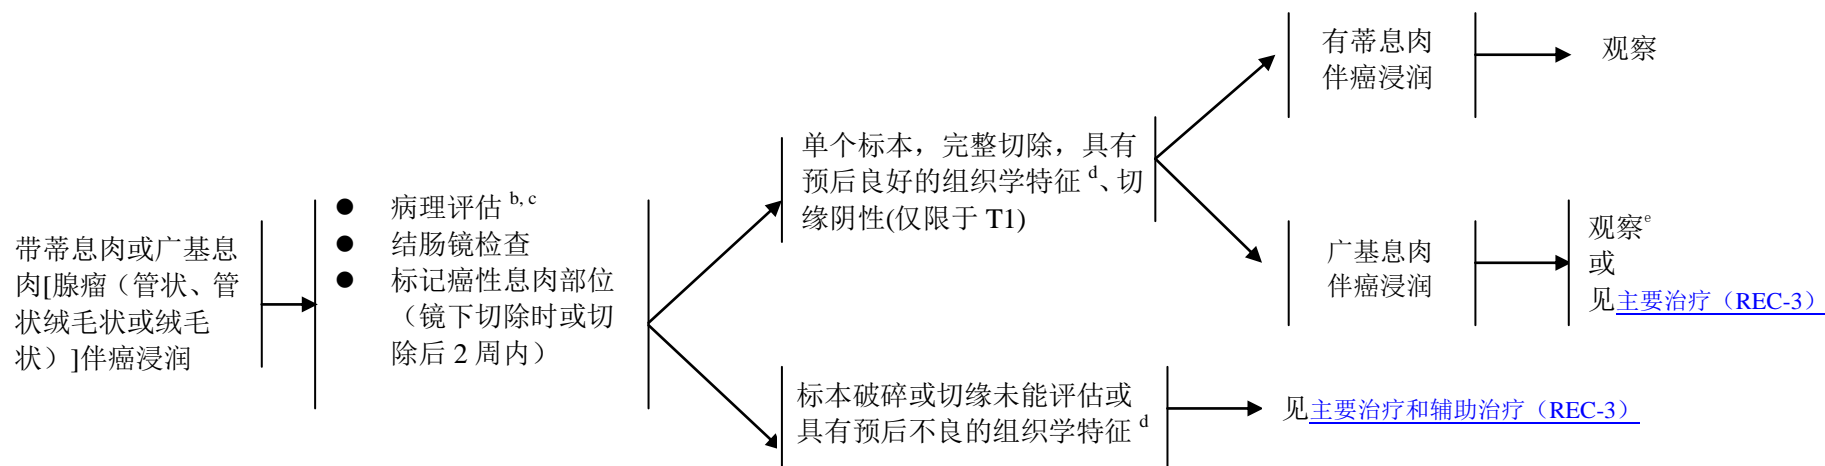 带蒂息肉或广基息
肉[腺瘤（管状、管
状绒毛状或绒毛
状）]伴癌浸润
● 病理评估 b, c
● 结肠镜检查
● 标记癌性息肉部位
（镜下切除时或切
除后 2 周内）
单个标本，完整切除，具有
预后良好的组织学特征 d、切
缘阴性(仅限于 T1)
有蒂息肉
伴癌浸润
观察
广基息肉
伴癌浸润
观察e
或
见主要治疗（REC-3）
标本破碎或切缘未能评估或
具有预后不良的组织学特征 d
见主要治疗和辅助治疗（REC-3）